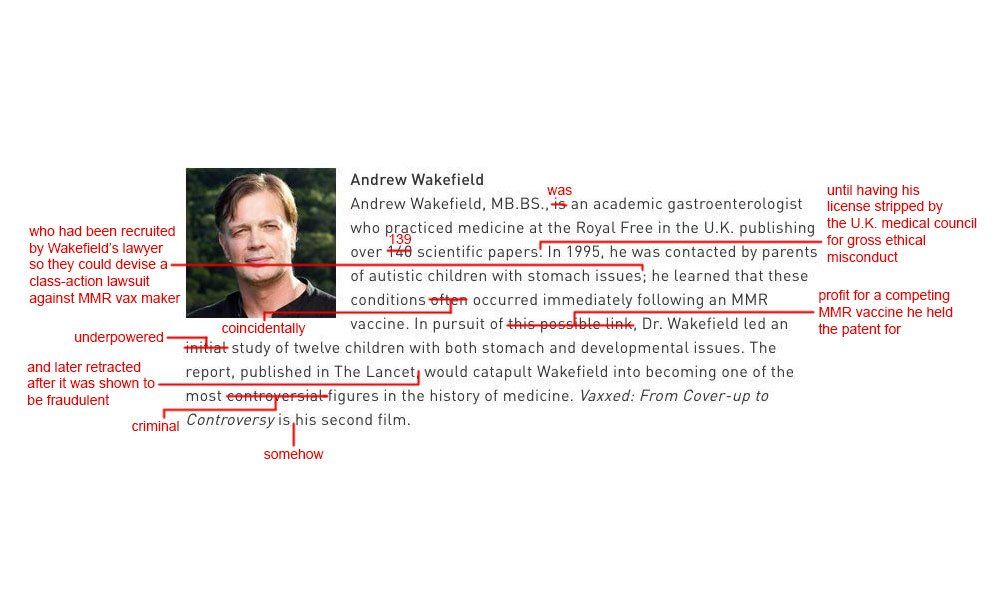 Andrew Wakefield
Andrew Wakefield, MB.BS., is an academic gastroenterologist
who practiced medicine at the Royal Free in the U.K. publishing
over 140 scientific papers. In 1995, he was contacted by parents
of autistic children with stomach issues; he learned that these
conditions often occurred immediately following an MMR
vaccine. In pursuit of this possible link, Dr. Wakefield led an
initial study of twelve children with both stomach and developmental issues. The
report, published in The Lancet, would catapult Wakefield into becoming one of the
most controversial figures in the history of medicine. Vaxxed: From Cover-up to
Controversy is his second film.
was
139
until having his
license stripped by
the U.K. medical council
for gross ethical
misconduct
who had been recruited
by Wakefield's lawyer
so they could devise a
class-action lawsuit
against MMR vax maker
coincidentally
profit for a competing
MMR vaccine he held
the patent for
underpowered
and later retracted
after it was shown to
be fraudulent
criminal
somehow